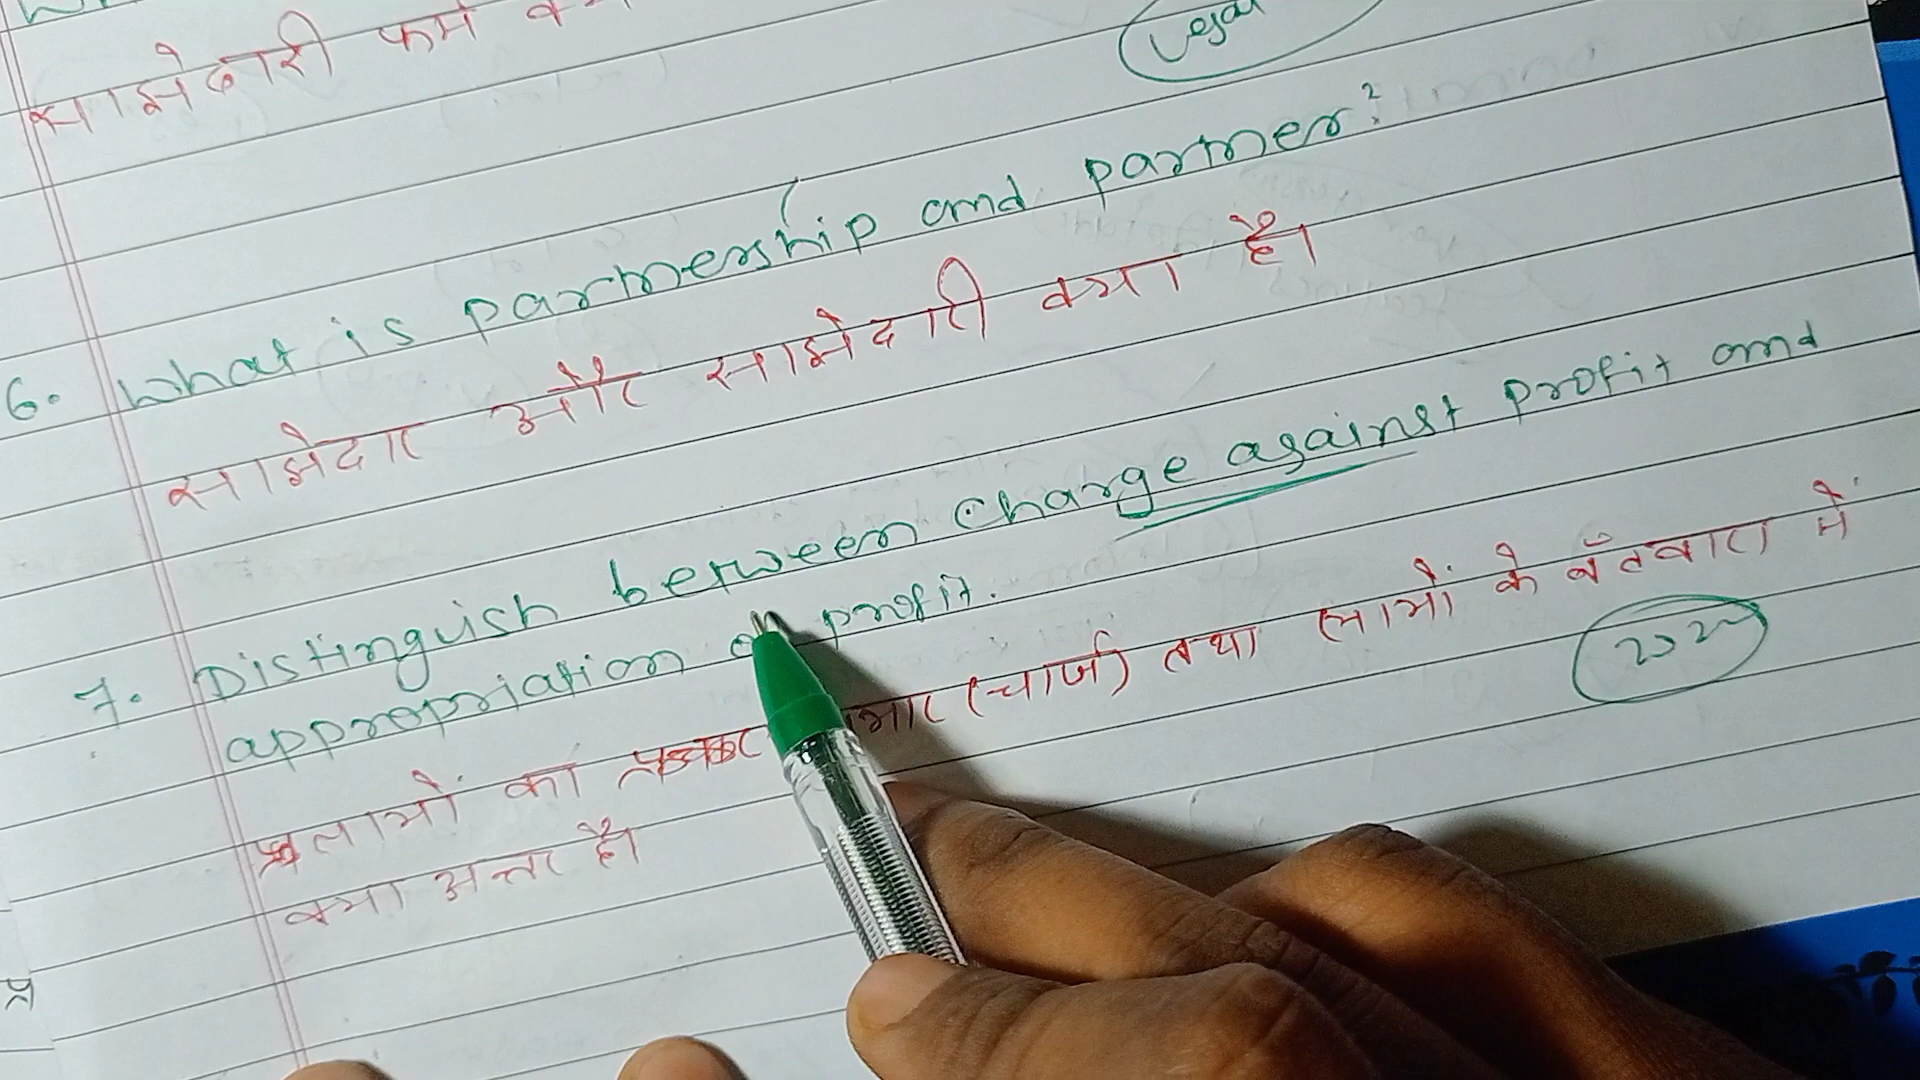 साझेदारी फर्म
Legal
6. What is partnership and partner?
साझेदार और साझेदारी क्या है।
7. Distinguish between Charge against profit and
appropriation of profit.
लाभों का भार (चार्ज) तथा लाभों के बँटवारा में
2022
क्या अन्तर है।